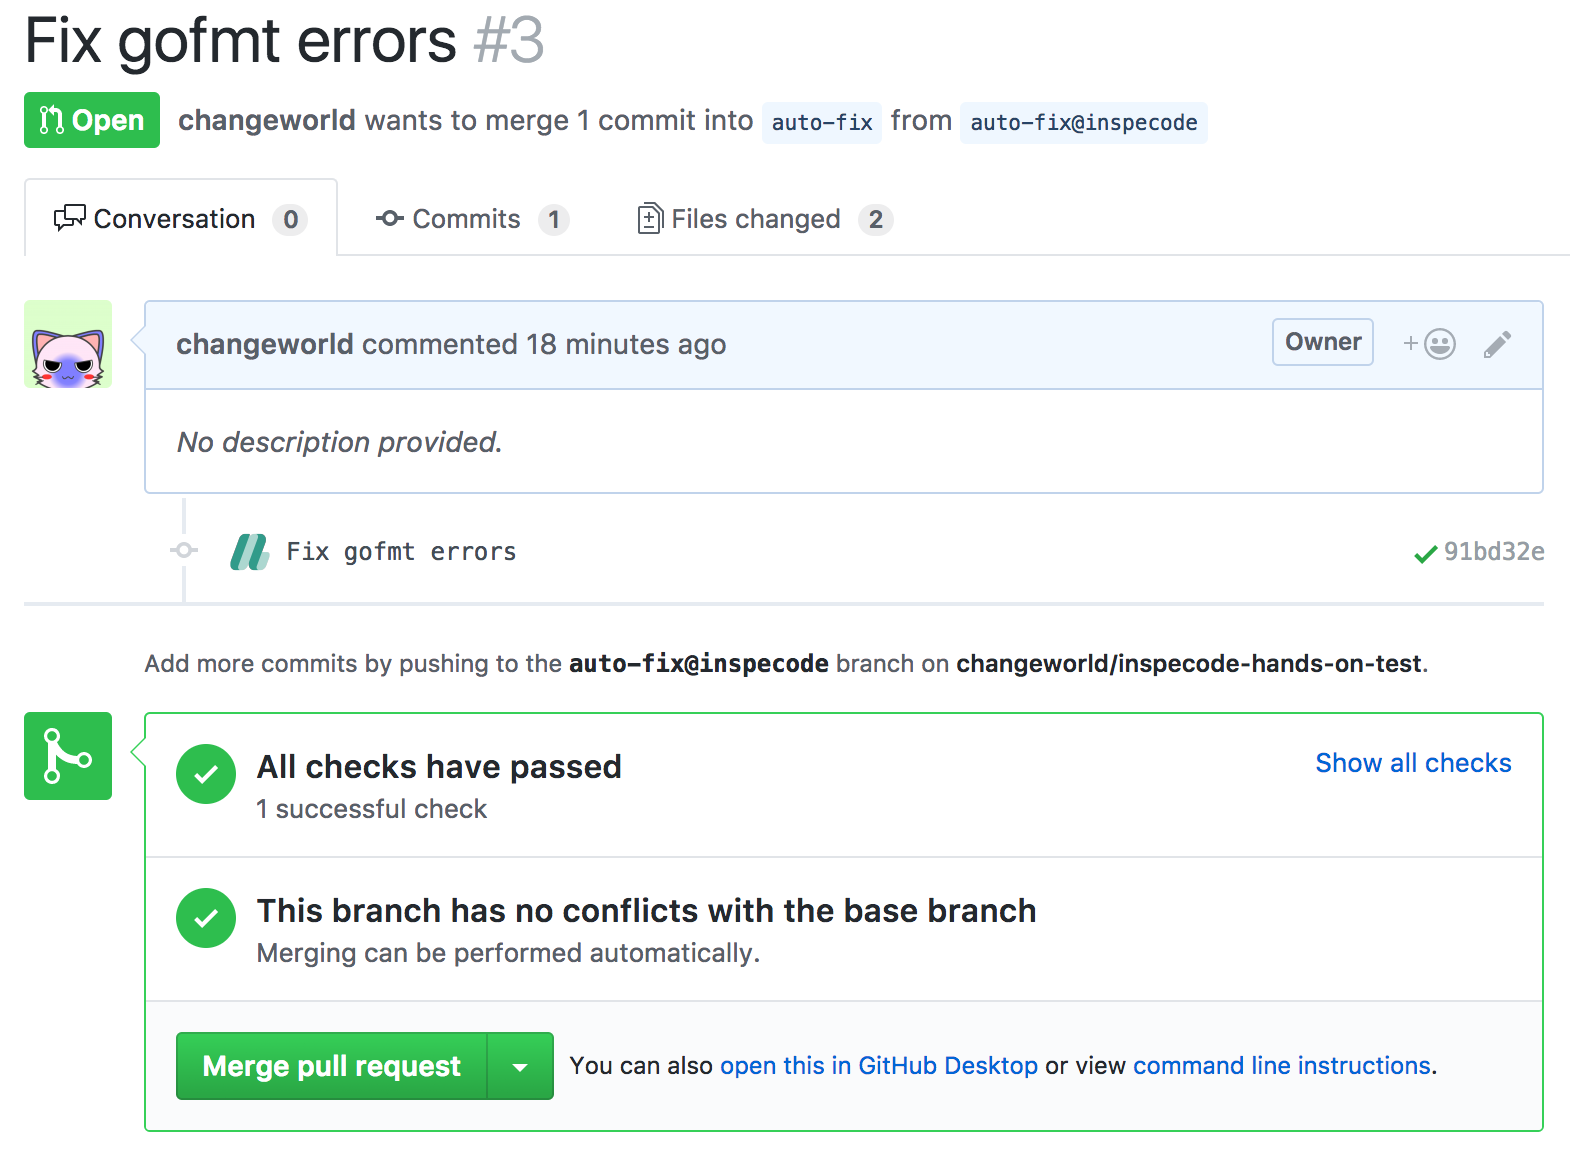 Fix gofmt errors #3
Open changeworld wants to merge 1 commit into auto-fix from auto-fix@inspecode
Conversation 0 Commits 1 Files changed 2
changeworld commented 18 minutes ago Owner
No description provided.
Fix gofmt errors 91bd32e
Add more commits by pushing to the auto-fix@inspecode branch on changeworld/inspecode-hands-on-test.
All checks have passed Show all checks
1 successful check
This branch has no conflicts with the base branch
Merging can be performed automatically.
Merge pull request You can also open this in GitHub Desktop or view command line instructions.